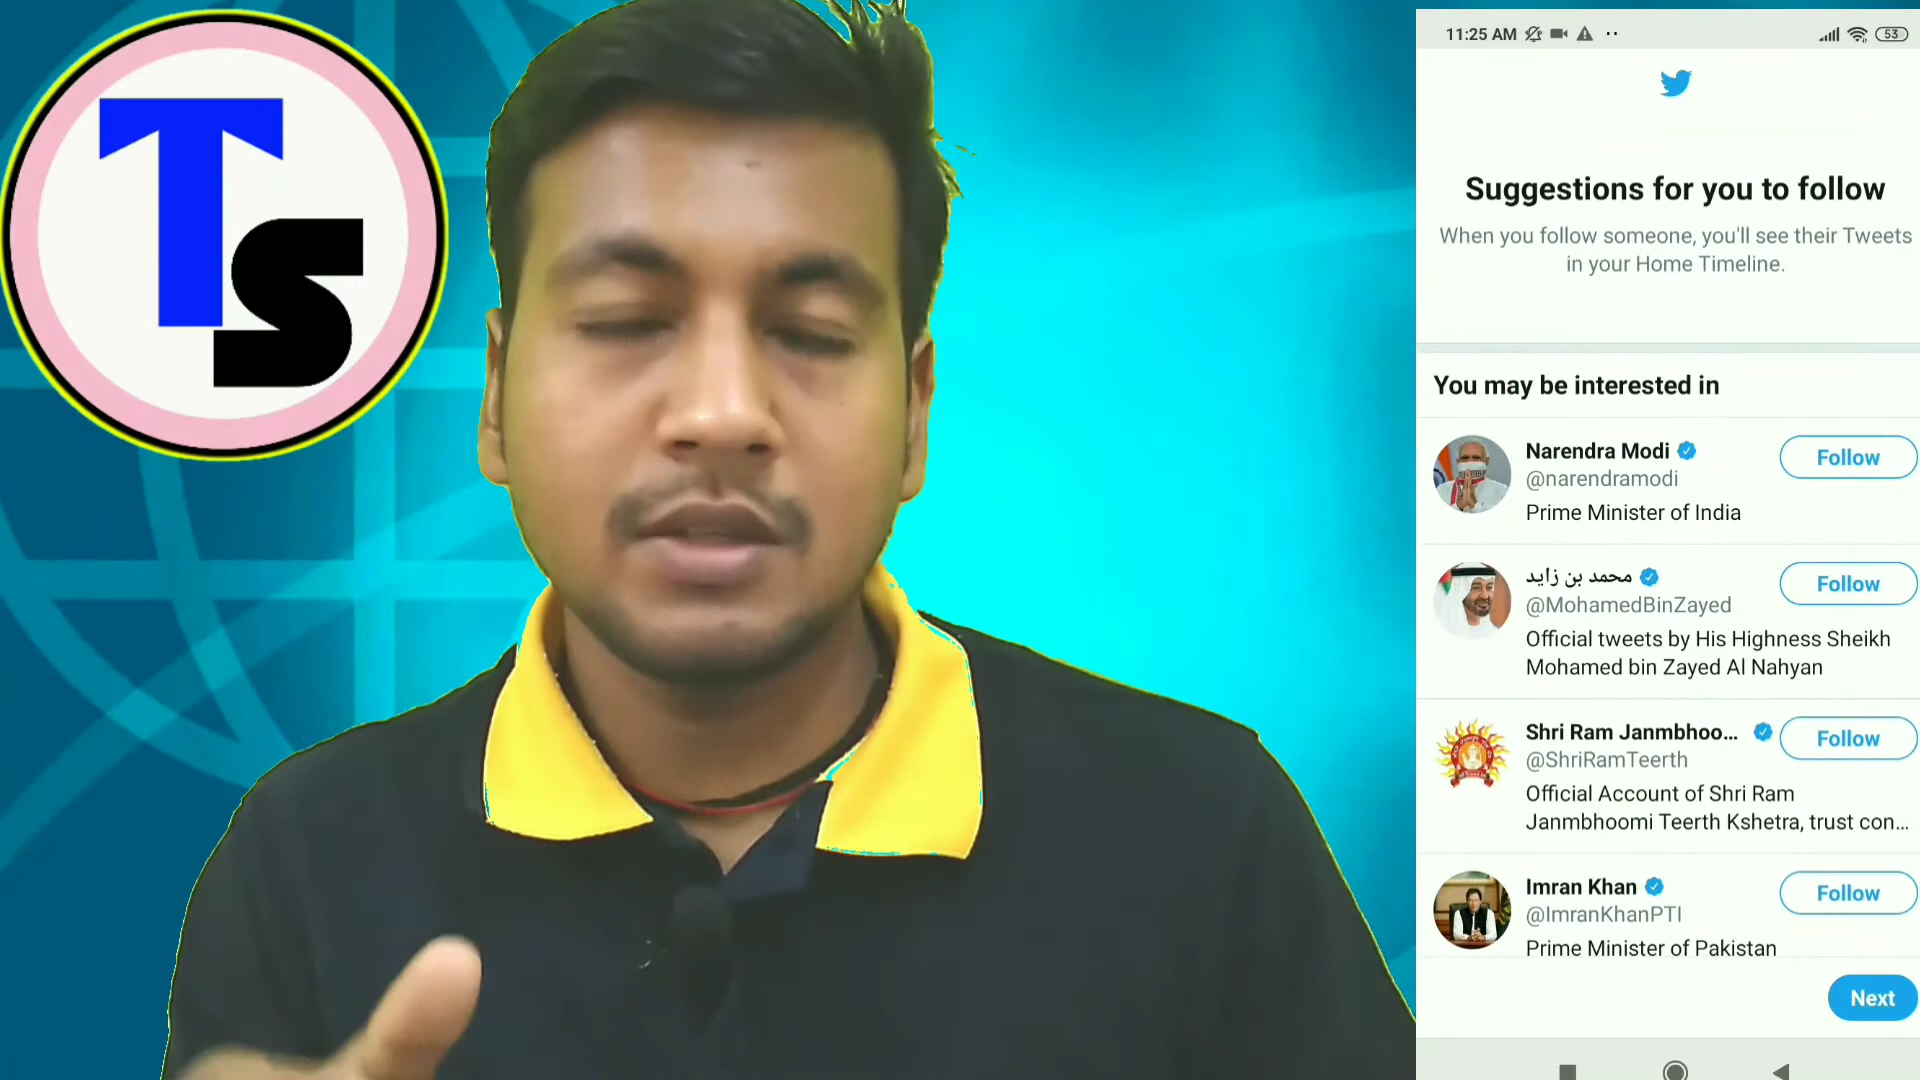 TS
11:25 AM
53
Suggestions for you to follow
When you follow someone, you'll see their Tweets
in your Home Timeline.
You may be interested in
Narendra Modi
Follow
@narendramodi
Prime Minister of India
محمد بن زايد
Follow
@MohamedBinZayed
Official tweets by His Highness Sheikh
Mohamed bin Zayed Al Nahyan
Shri Ram Janmbhoo...
Follow
@ShriRamTeerth
Official Account of Shri Ram
Janmbhoomi Teerth Kshetra, trust con...
Imran Khan
Follow
@ImranKhanPTI
Prime Minister of Pakistan
Next